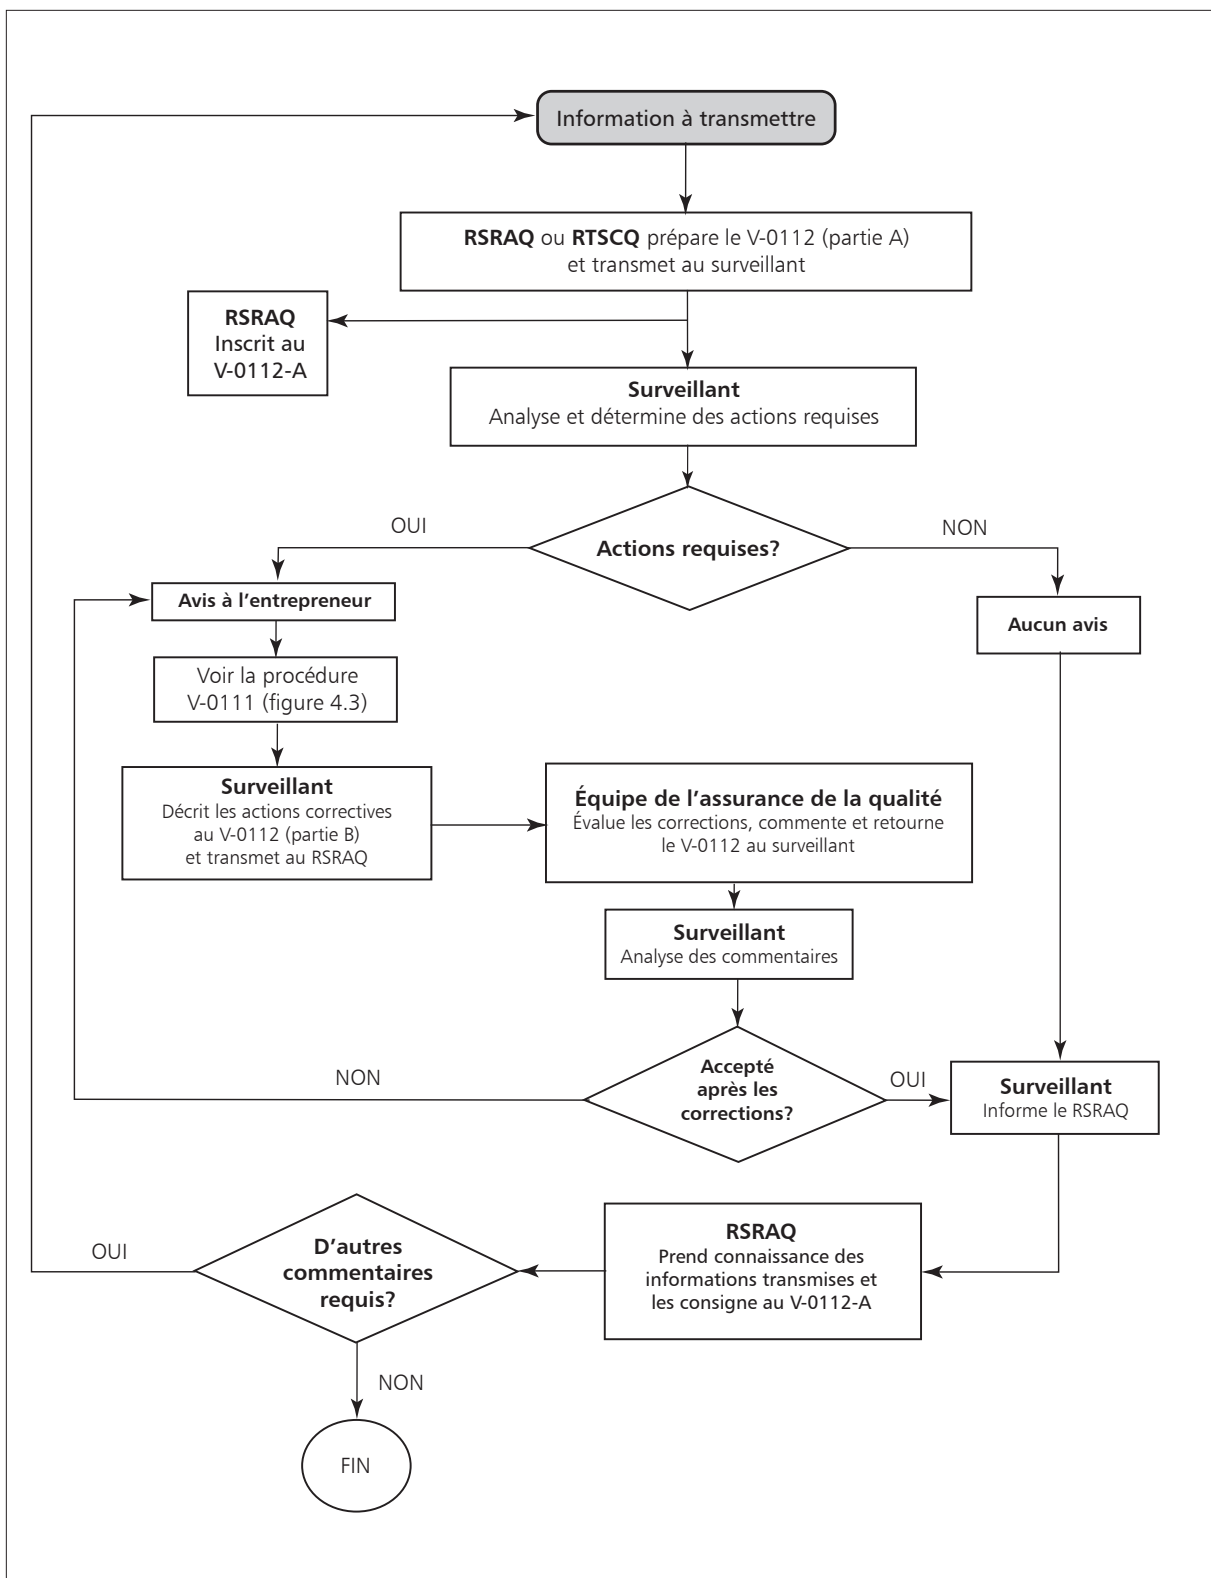 Information à transmettre
RSRAQ ou RTSCQ prépare le V-0112 (partie A)
et transmet au surveillant
RSRAQ
Inscrit au
V-0112-A
Surveillant
Analyse et détermine des actions requises
OUI
NON
Actions requises?
Avis à l'entrepreneur
Aucun avis
Voir la procédure
V-0111 (figure 4.3)
Surveillant
Décrit les actions correctives
au V-0112 (partie B)
et transmet au RSRAQ
Équipe de l'assurance de la qualité
Évalue les corrections, commente et retourne
le V-0112 au surveillant
Surveillant
Analyse des commentaires
NON
Accepté
après les
corrections?
OUI
Surveillant
Informe le RSRAQ
OUI
D'autres
commentaires
requis?
RSRAQ
Prend connaissance des
informations transmises et
les consigne au V-0112-A
NON
FIN